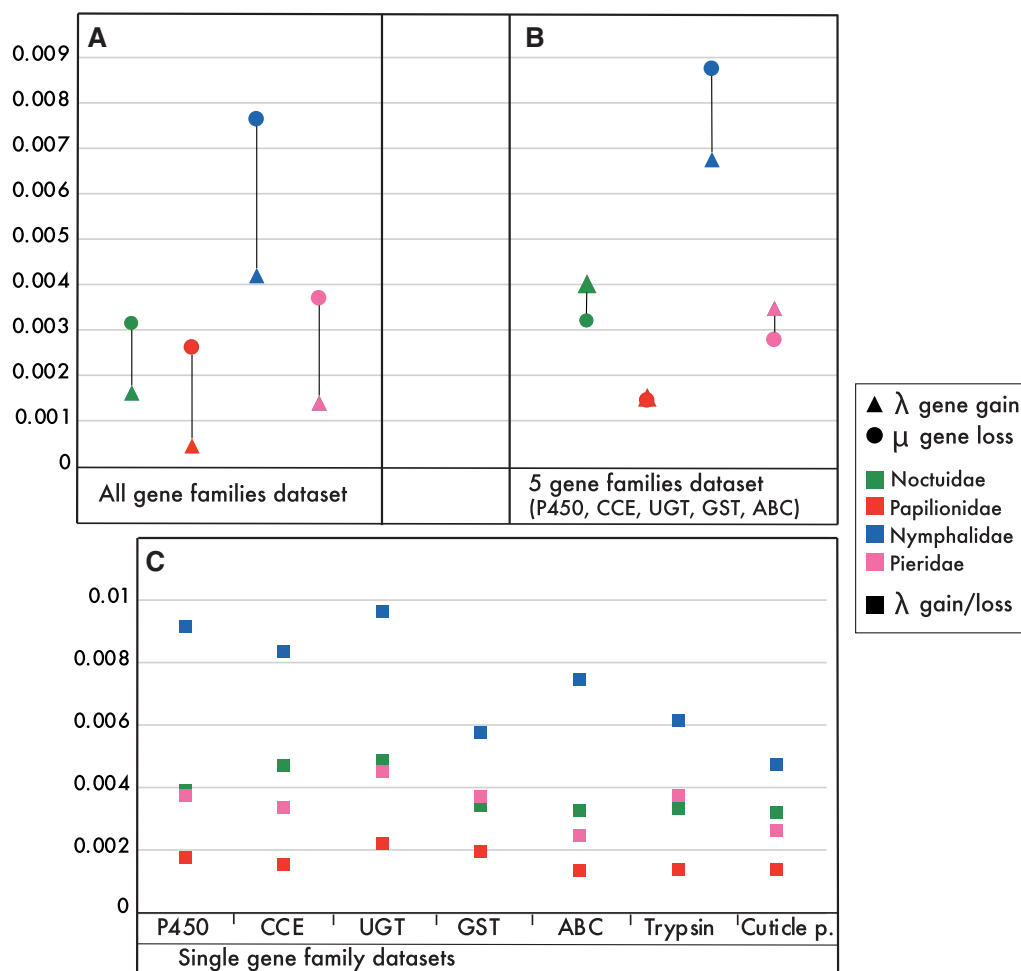 A
B
0.009
0.008
0.007
0.006
0.005
0.004
0.003
0.002
0.001
0
All gene families dataset
5 gene families dataset
(P450, CCE, UGT, GST, ABC)
λ gene gain
μ gene loss
Noctuidae
Papilionidae
Nymphalidae
Pieridae
λ gain/loss
C
0.01
0.008
0.006
0.004
0.002
0
P450 CCE UGT GST ABC Trypsin Cuticle p.
Single gene family datasets